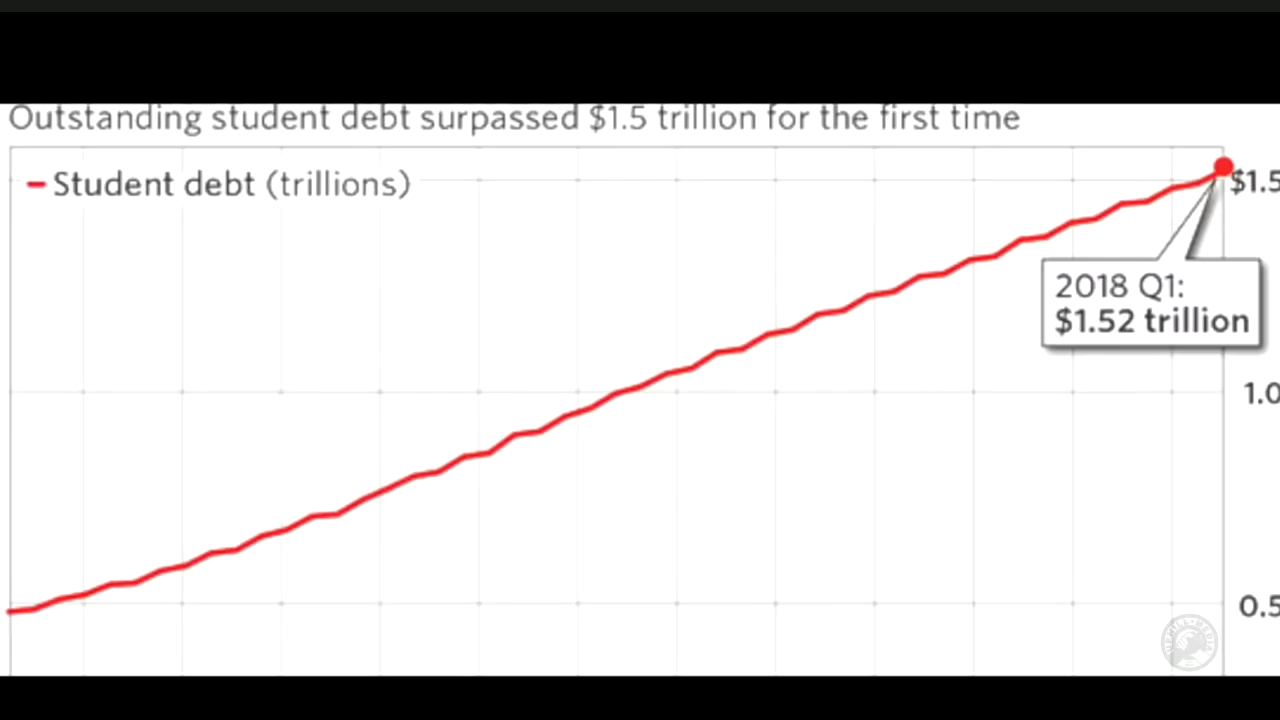 Outstanding student debt surpassed $1.5 trillion for the first time
Student debt (trillions)
$1.5
2018 Q1:
$1.52 trillion
1.0
0.5